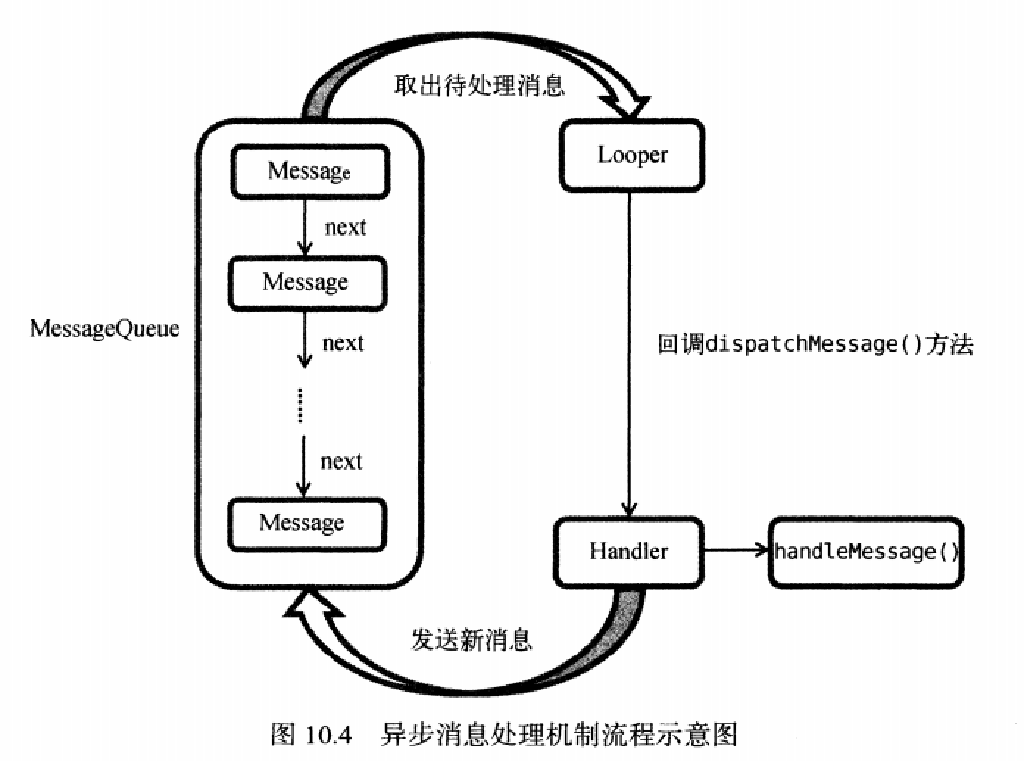 取出待处理消息
Looper
Message
next
Message
next
MessageQueue
next
Message
回调dispatchMessage()方法
Handler
handleMessage()
发送新消息
图 10.4 异步消息处理机制流程示意图